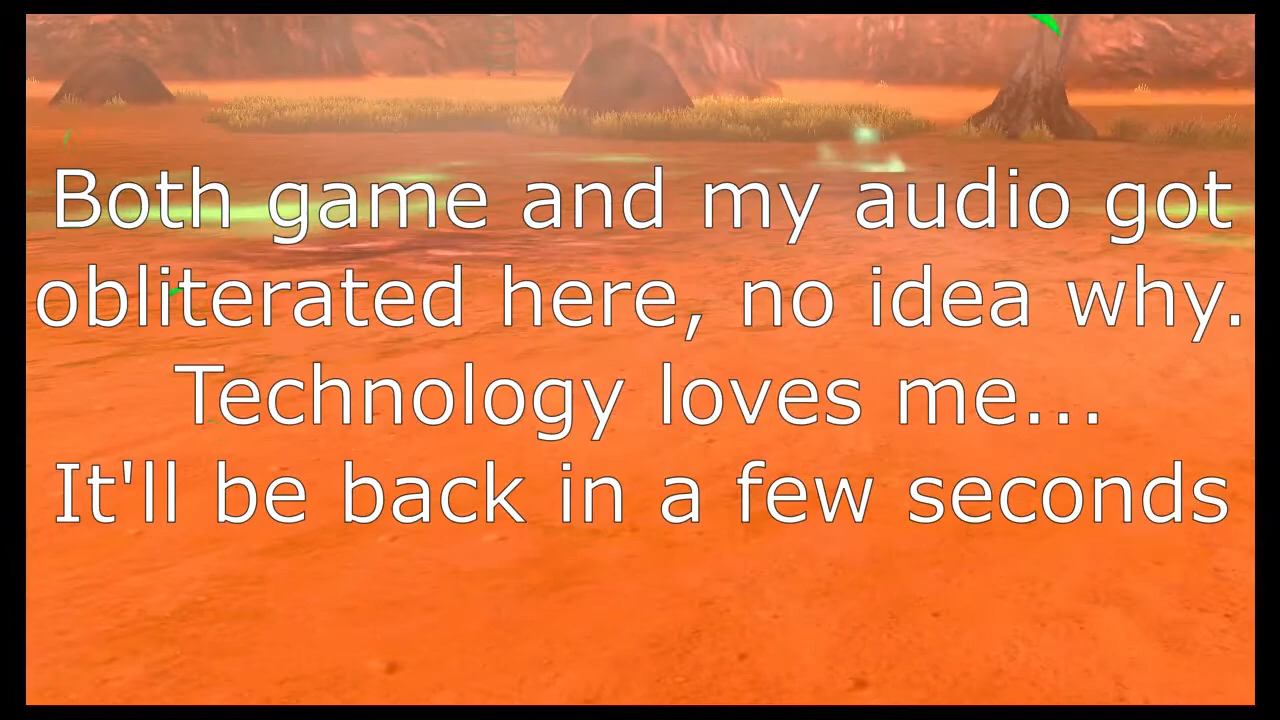 Both game and my audio got
obliterated here, no idea why.
Technology loves me...
It'll be back in a few seconds